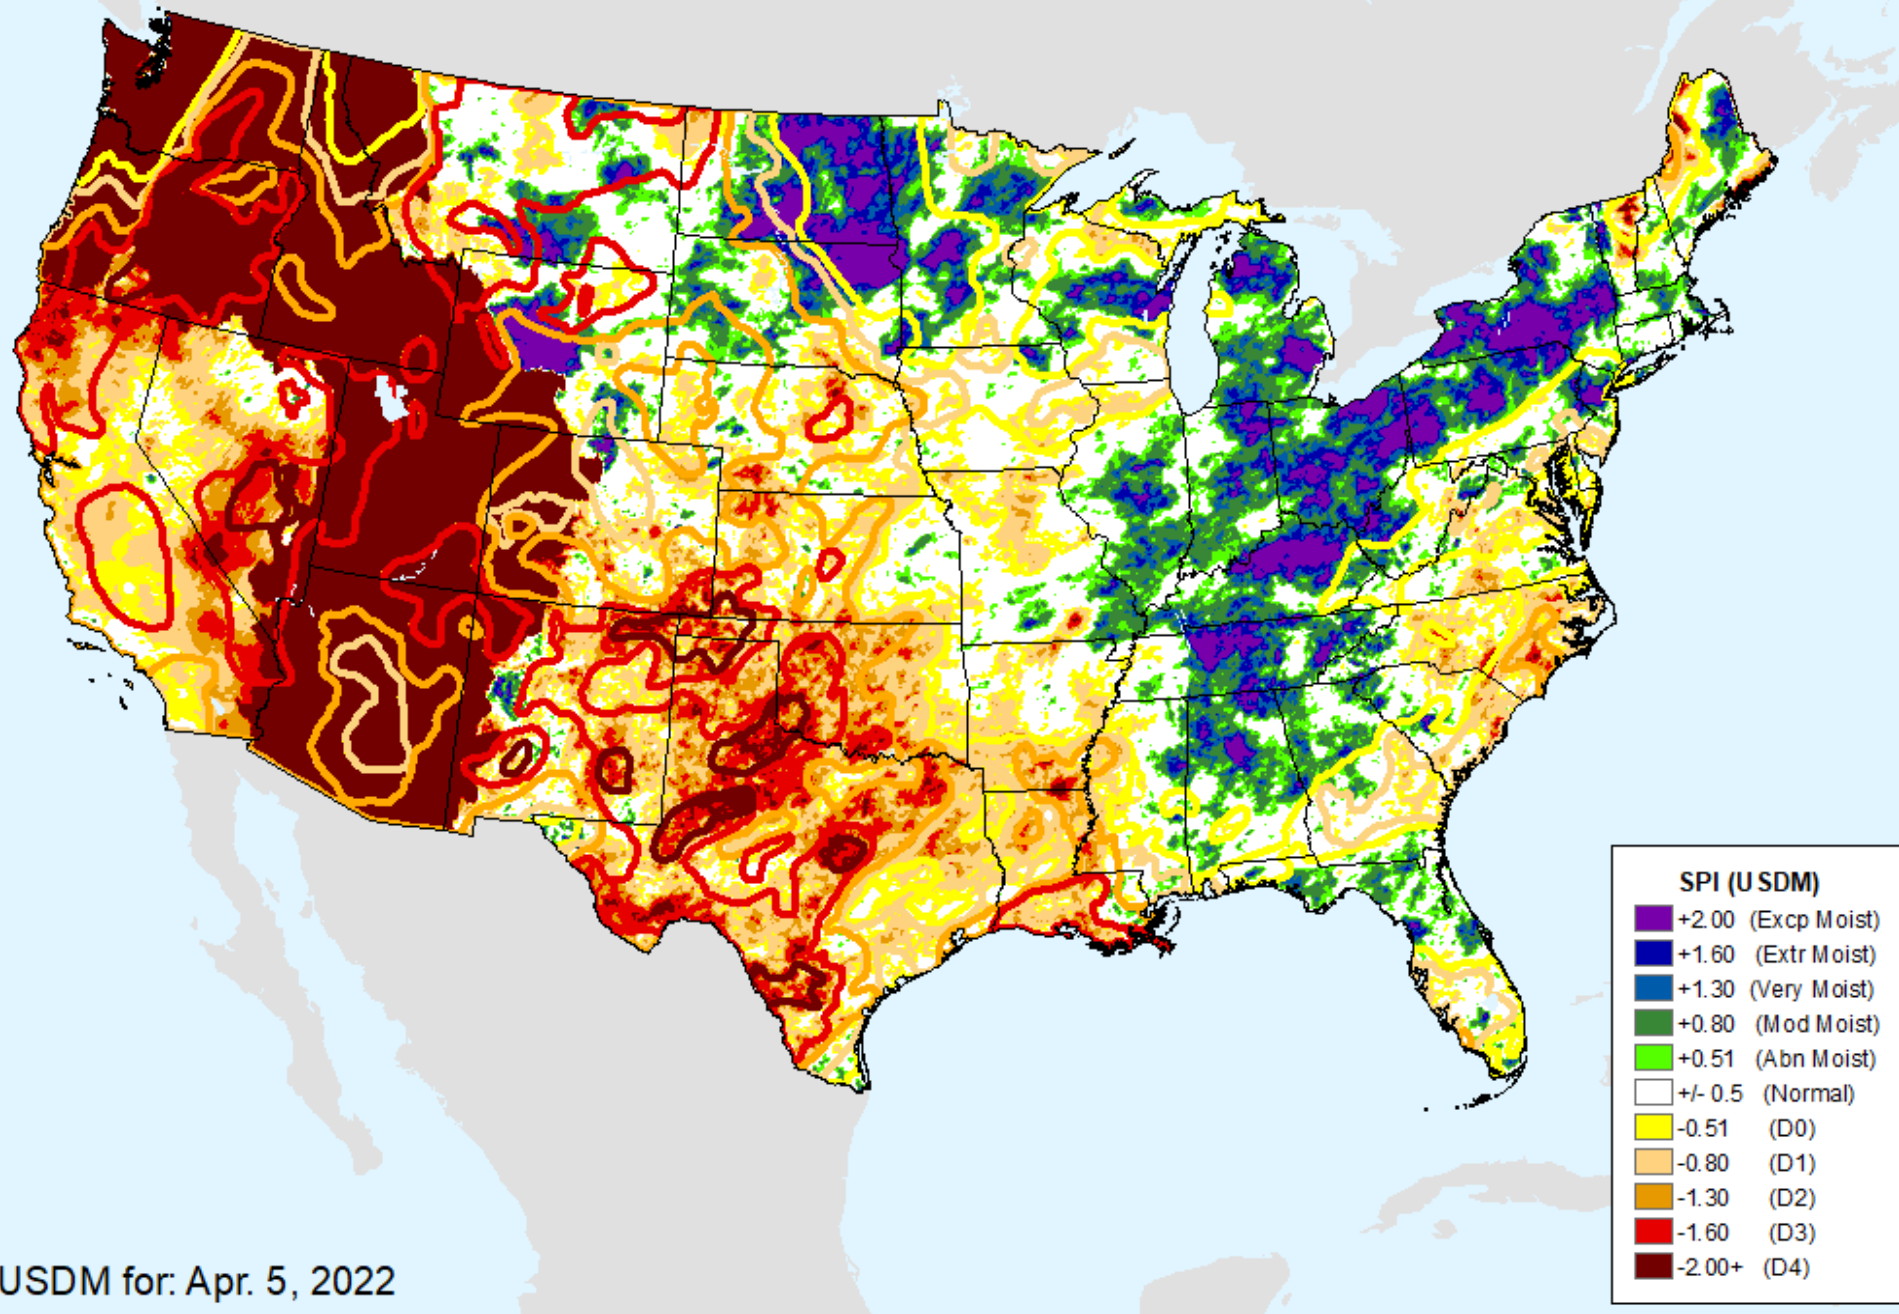 SPI (USDM)
+2.00 (Excp Moist)
+1.60 (Extr Moist)
+1.30 (Very Moist)
+0.80 (Mod Moist)
+0.51 (Abn Moist)
+/- 0.5 (Normal)
-0.51 (D0)
-0.80 (D1)
-1.30 (D2)
-1.60 (D3)
-2.00+ (D4)
USDM for: Apr. 5, 2022